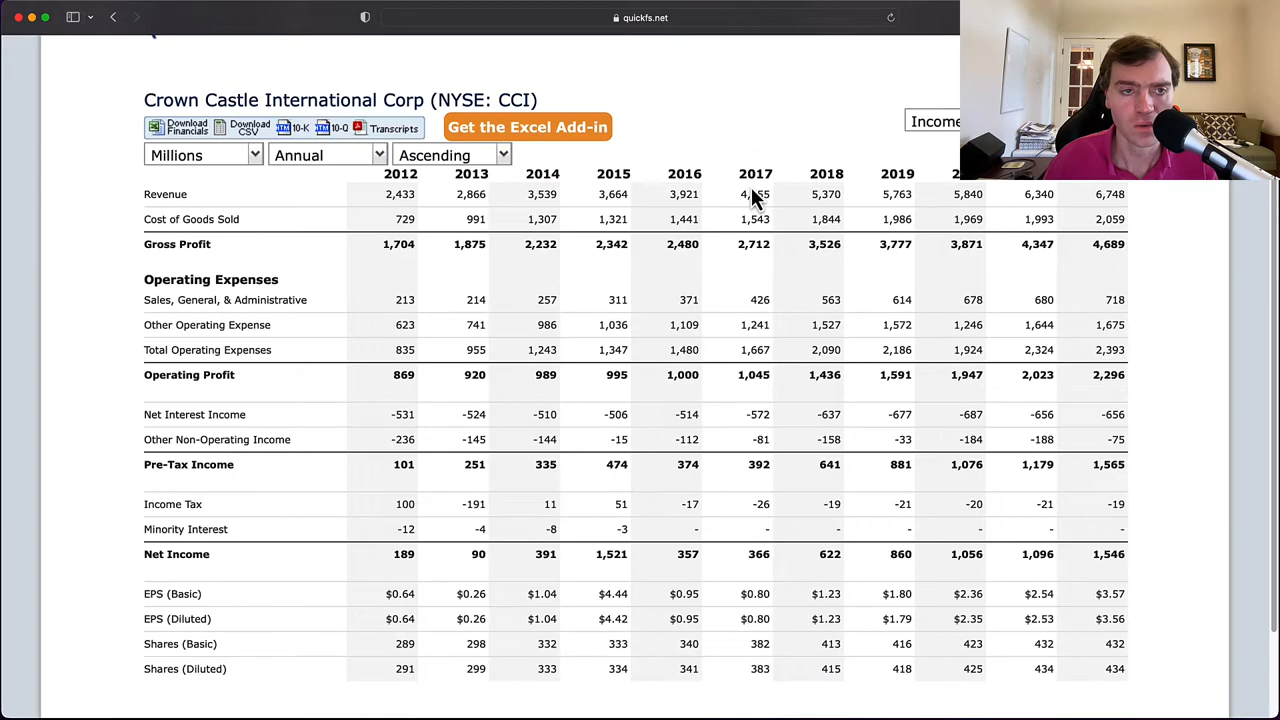 quickfs.net
Crown Castle International Corp (NYSE: CCI)
Download Financials Download CSV 10-K 10-Q Transcripts Get the Excel Add-in
Income
Millions Annual Ascending
2012 2013 2014 2015 2016 2017 2018 2019
Revenue 2,433 2,866 3,539 3,664 3,921 5,370 5,763 5,840 6,340 6,748
Cost of Goods Sold 729 991 1,307 1,321 1,441 1,543 1,844 1,986 1,969 1,993 2,059
Gross Profit 1,704 1,875 2,232 2,342 2,480 2,712 3,526 3,777 3,871 4,347 4,689
Operating Expenses
Sales, General, & Administrative 213 214 257 311 371 426 563 614 678 680 718
Other Operating Expense 623 741 986 1,036 1,109 1,241 1,527 1,572 1,246 1,644 1,675
Total Operating Expenses 835 955 1,243 1,347 1,480 1,667 2,090 2,186 1,924 2,324 2,393
Operating Profit 869 920 989 995 1,000 1,045 1,436 1,591 1,947 2,023 2,296
Net Interest Income -531 -524 -510 -506 -514 -572 -637 -677 -687 -656 -656
Other Non-Operating Income -236 -145 -144 -15 -112 -81 -158 -33 -184 -188 -75
Pre-Tax Income 101 251 335 474 374 392 641 881 1,076 1,179 1,565
Income Tax 100 -191 11 51 -17 -26 -19 -21 -20 -21 -19
Minority Interest -12 -4 -8 -3 - - - - - - -
Net Income 189 90 391 1,521 357 366 622 860 1,056 1,096 1,546
EPS (Basic) $0.64 $0.26 $1.04 $4.44 $0.95 $0.80 $1.23 $1.80 $2.36 $2.54 $3.57
EPS (Diluted) $0.64 $0.26 $1.04 $4.42 $0.95 $0.80 $1.23 $1.79 $2.35 $2.53 $3.56
Shares (Basic) 289 298 332 333 340 382 413 416 423 432 432
Shares (Diluted) 291 299 333 334 341 383 415 418 425 434 434